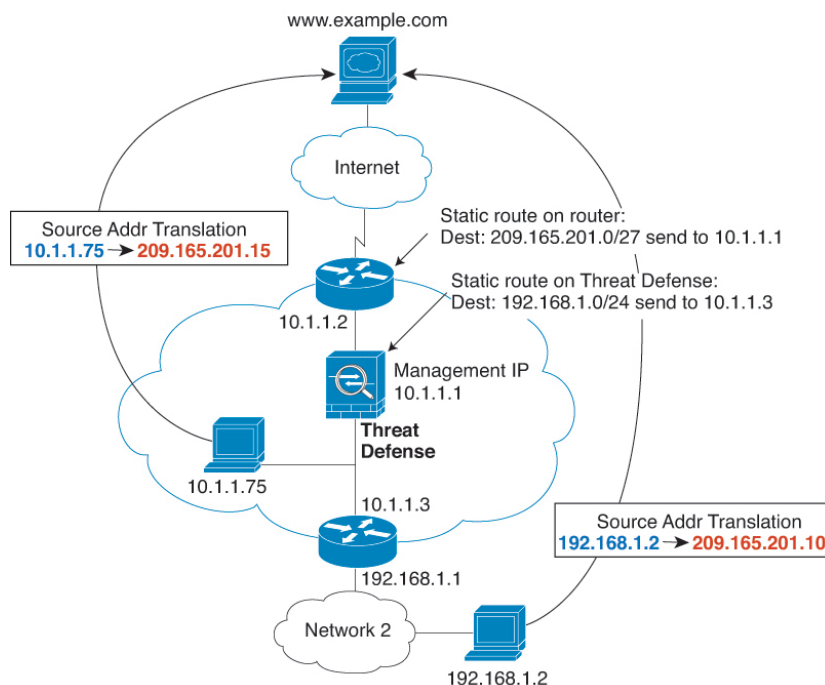 www.example.com
Internet
Source Addr Translation
10.1.1.75 → 209.165.201.15
Static route on router:
Dest: 209.165.201.0/27 send to 10.1.1.1
Static route on Threat Defense:
Dest: 192.168.1.0/24 send to 10.1.1.3
10.1.1.2
Management IP
10.1.1.1
Threat
Defense
10.1.1.75
10.1.1.3
Source Addr Translation
192.168.1.2 → 209.165.201.10
192.168.1.1
Network 2
192.168.1.2